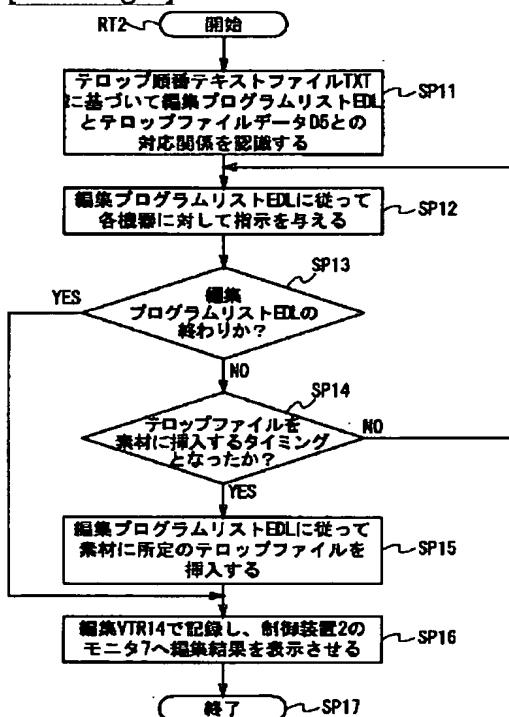 RT2
開始
テロップ順番テキストファイルTXT
に基づいて編集プログラムリストEDL
とテロップファイルデータD5との
対応関係を認識する
SP11
編集プログラムリストEDLに従って
各機器に対して指示を与える
SP12
SP13
編集
プログラムリストEDLの
終わりか?
YES
NO
SP14
テロップファイルを
素材に挿入するタイミング
となったか?
NO
YES
編集プログラムリストEDLに従って
素材に所定のテロップファイルを
挿入する
SP15
編集VTR14で記録し、制御装置2の
モニタ7へ編集結果を表示させる
SP16
終了
SP17